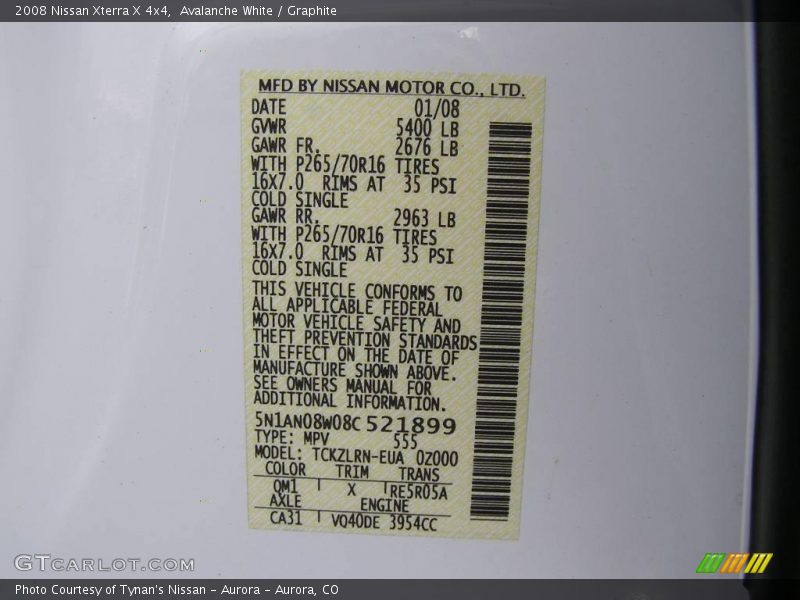 2008 Nissan Xterra X 4x4,  Avalanche White / Graphite
MFD BY NISSAN MOTOR CO., LTD.
DATE 01/08
GVWR 5400 LB
GAWR FR. 2676 LB
WITH P265/70R16 TIRES
16X7.0 RIMS AT 35 PSI
COLD SINGLE
GAWR RR. 2963 LB
WITH P265/70R16 TIRES
16X7.0 RIMS AT 35 PSI
COLD SINGLE
THIS VEHICLE CONFORMS TO
ALL APPLICABLE FEDERAL
MOTOR VEHICLE SAFETY AND
THEFT PREVENTION STANDARDS
IN EFFECT ON THE DATE OF
MANUFACTURE SHOWN ABOVE.
SEE OWNERS MANUAL FOR
ADDITIONAL INFORMATION.
5N1AN08W08C521899
TYPE: MPV 555
MODEL: TCKZLRN-EUA 0Z000
COLOR TRIM TRANS
QM1 X RE5R05A
AXLE ENGINE
CA31 VQ40DE 3954CC
GTCARLOT.COM
Photo Courtesy of Tynan's Nissan - Aurora - Aurora, CO